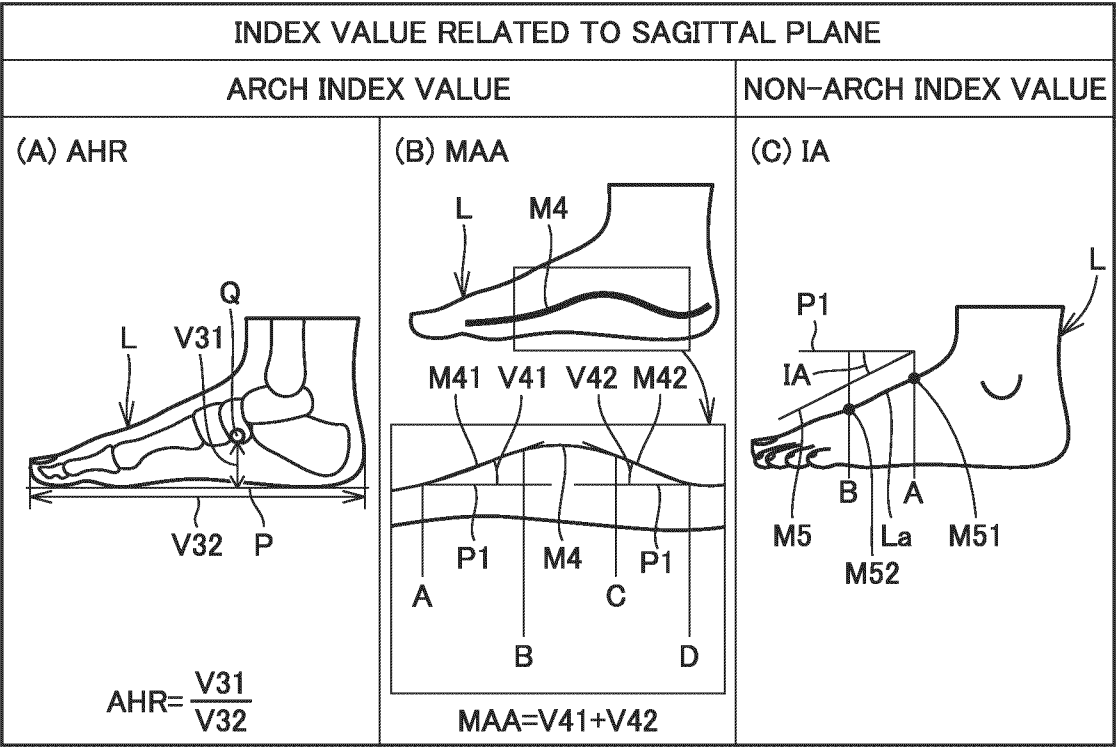 INDEX VALUE RELATED TO SAGITTAL PLANE
ARCH INDEX VALUE
NON-ARCH INDEX VALUE
(A) AHR
Q
L
V31
V32
P
AHR= V31
V32
(B) MAA
L
M4
M41
V41
V42
M42
P1
M4
P1
A
C
B
D
MAA=V41+V42
(C) IA
L
P1
IA
B
A
M5
La
M51
M52